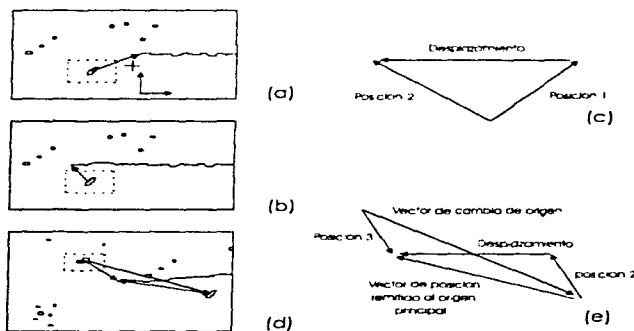 (a)
Desplazamiento
Posicion 2
Posicion 1
(c)
(b)
Vector de cambio de origen
Posicion 3
Desplazamiento
posicion 2
Vector de posicion
remitido al origen
principal
(d)
(e)